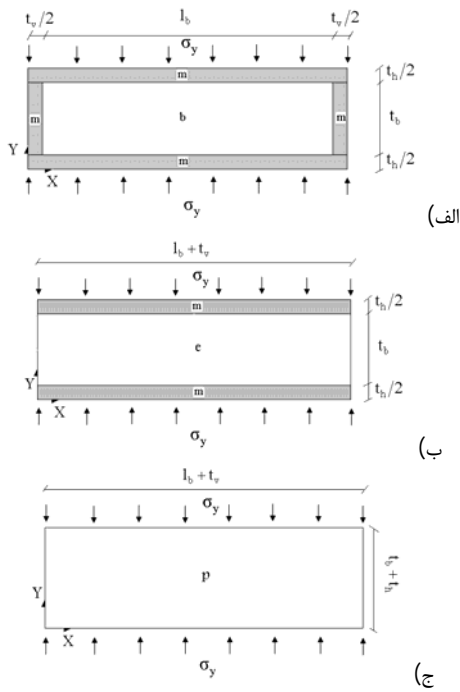 t_v/2 l_b t_v/2
σ_y
m t_h/2
m b m t_b
Y m t_h/2
X
σ_y
الف)
l_b + t_v
σ_y
m t_h/2
e t_b
Y m t_h/2
X
σ_y
ب)
l_b + t_v
σ_y
p t_b + t_h
Y
X
σ_y
ج)